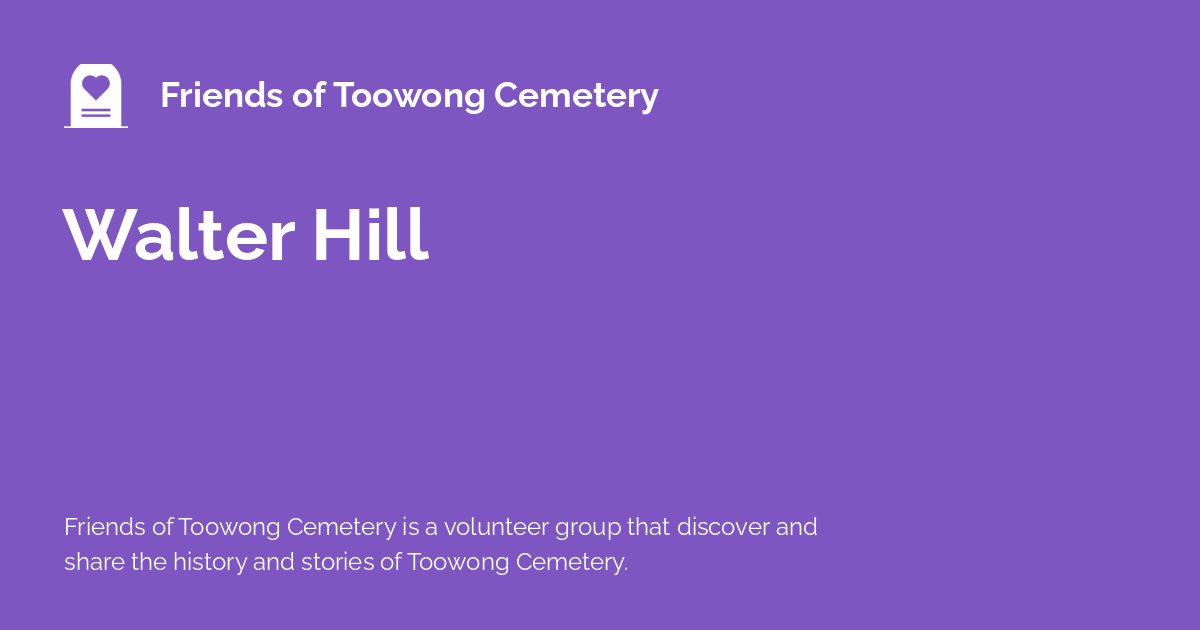 Friends of Toowong Cemetery
Walter Hill
Friends of Toowong Cemetery is a volunteer group that discover and
share the history and stories of Toowong Cemetery.